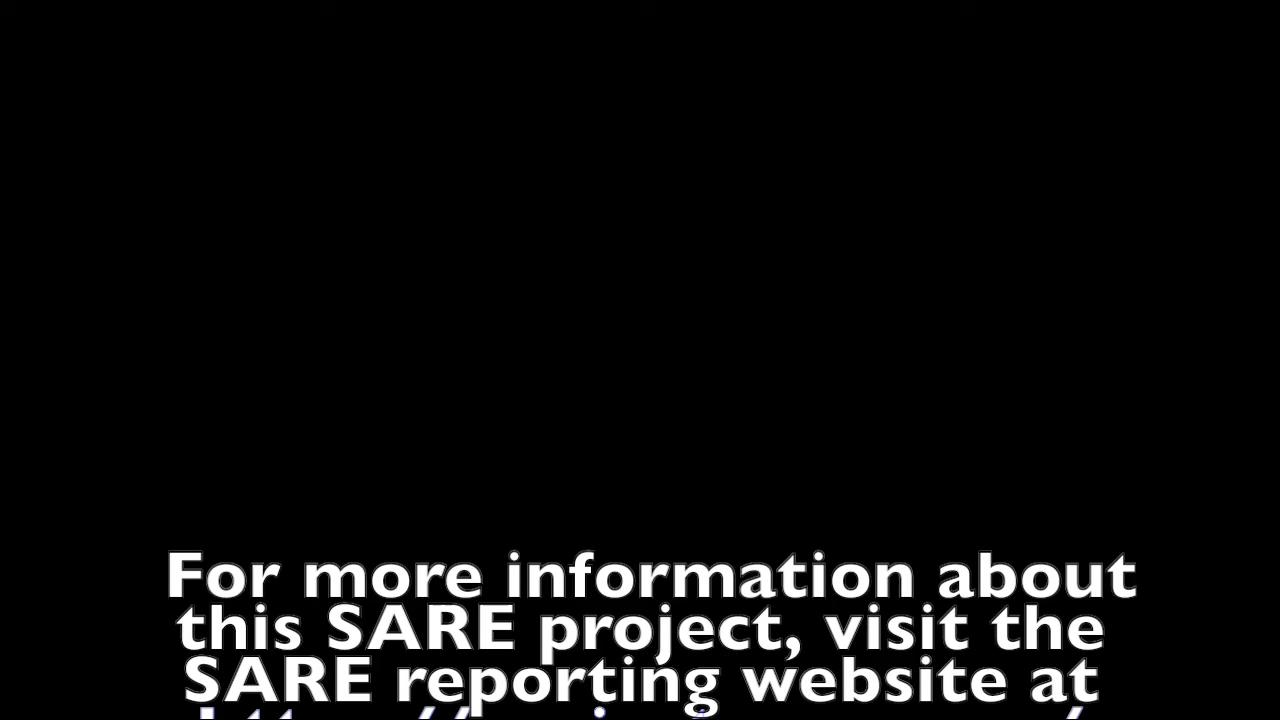 For more information about
this SARE project, visit the
SARE reporting website at